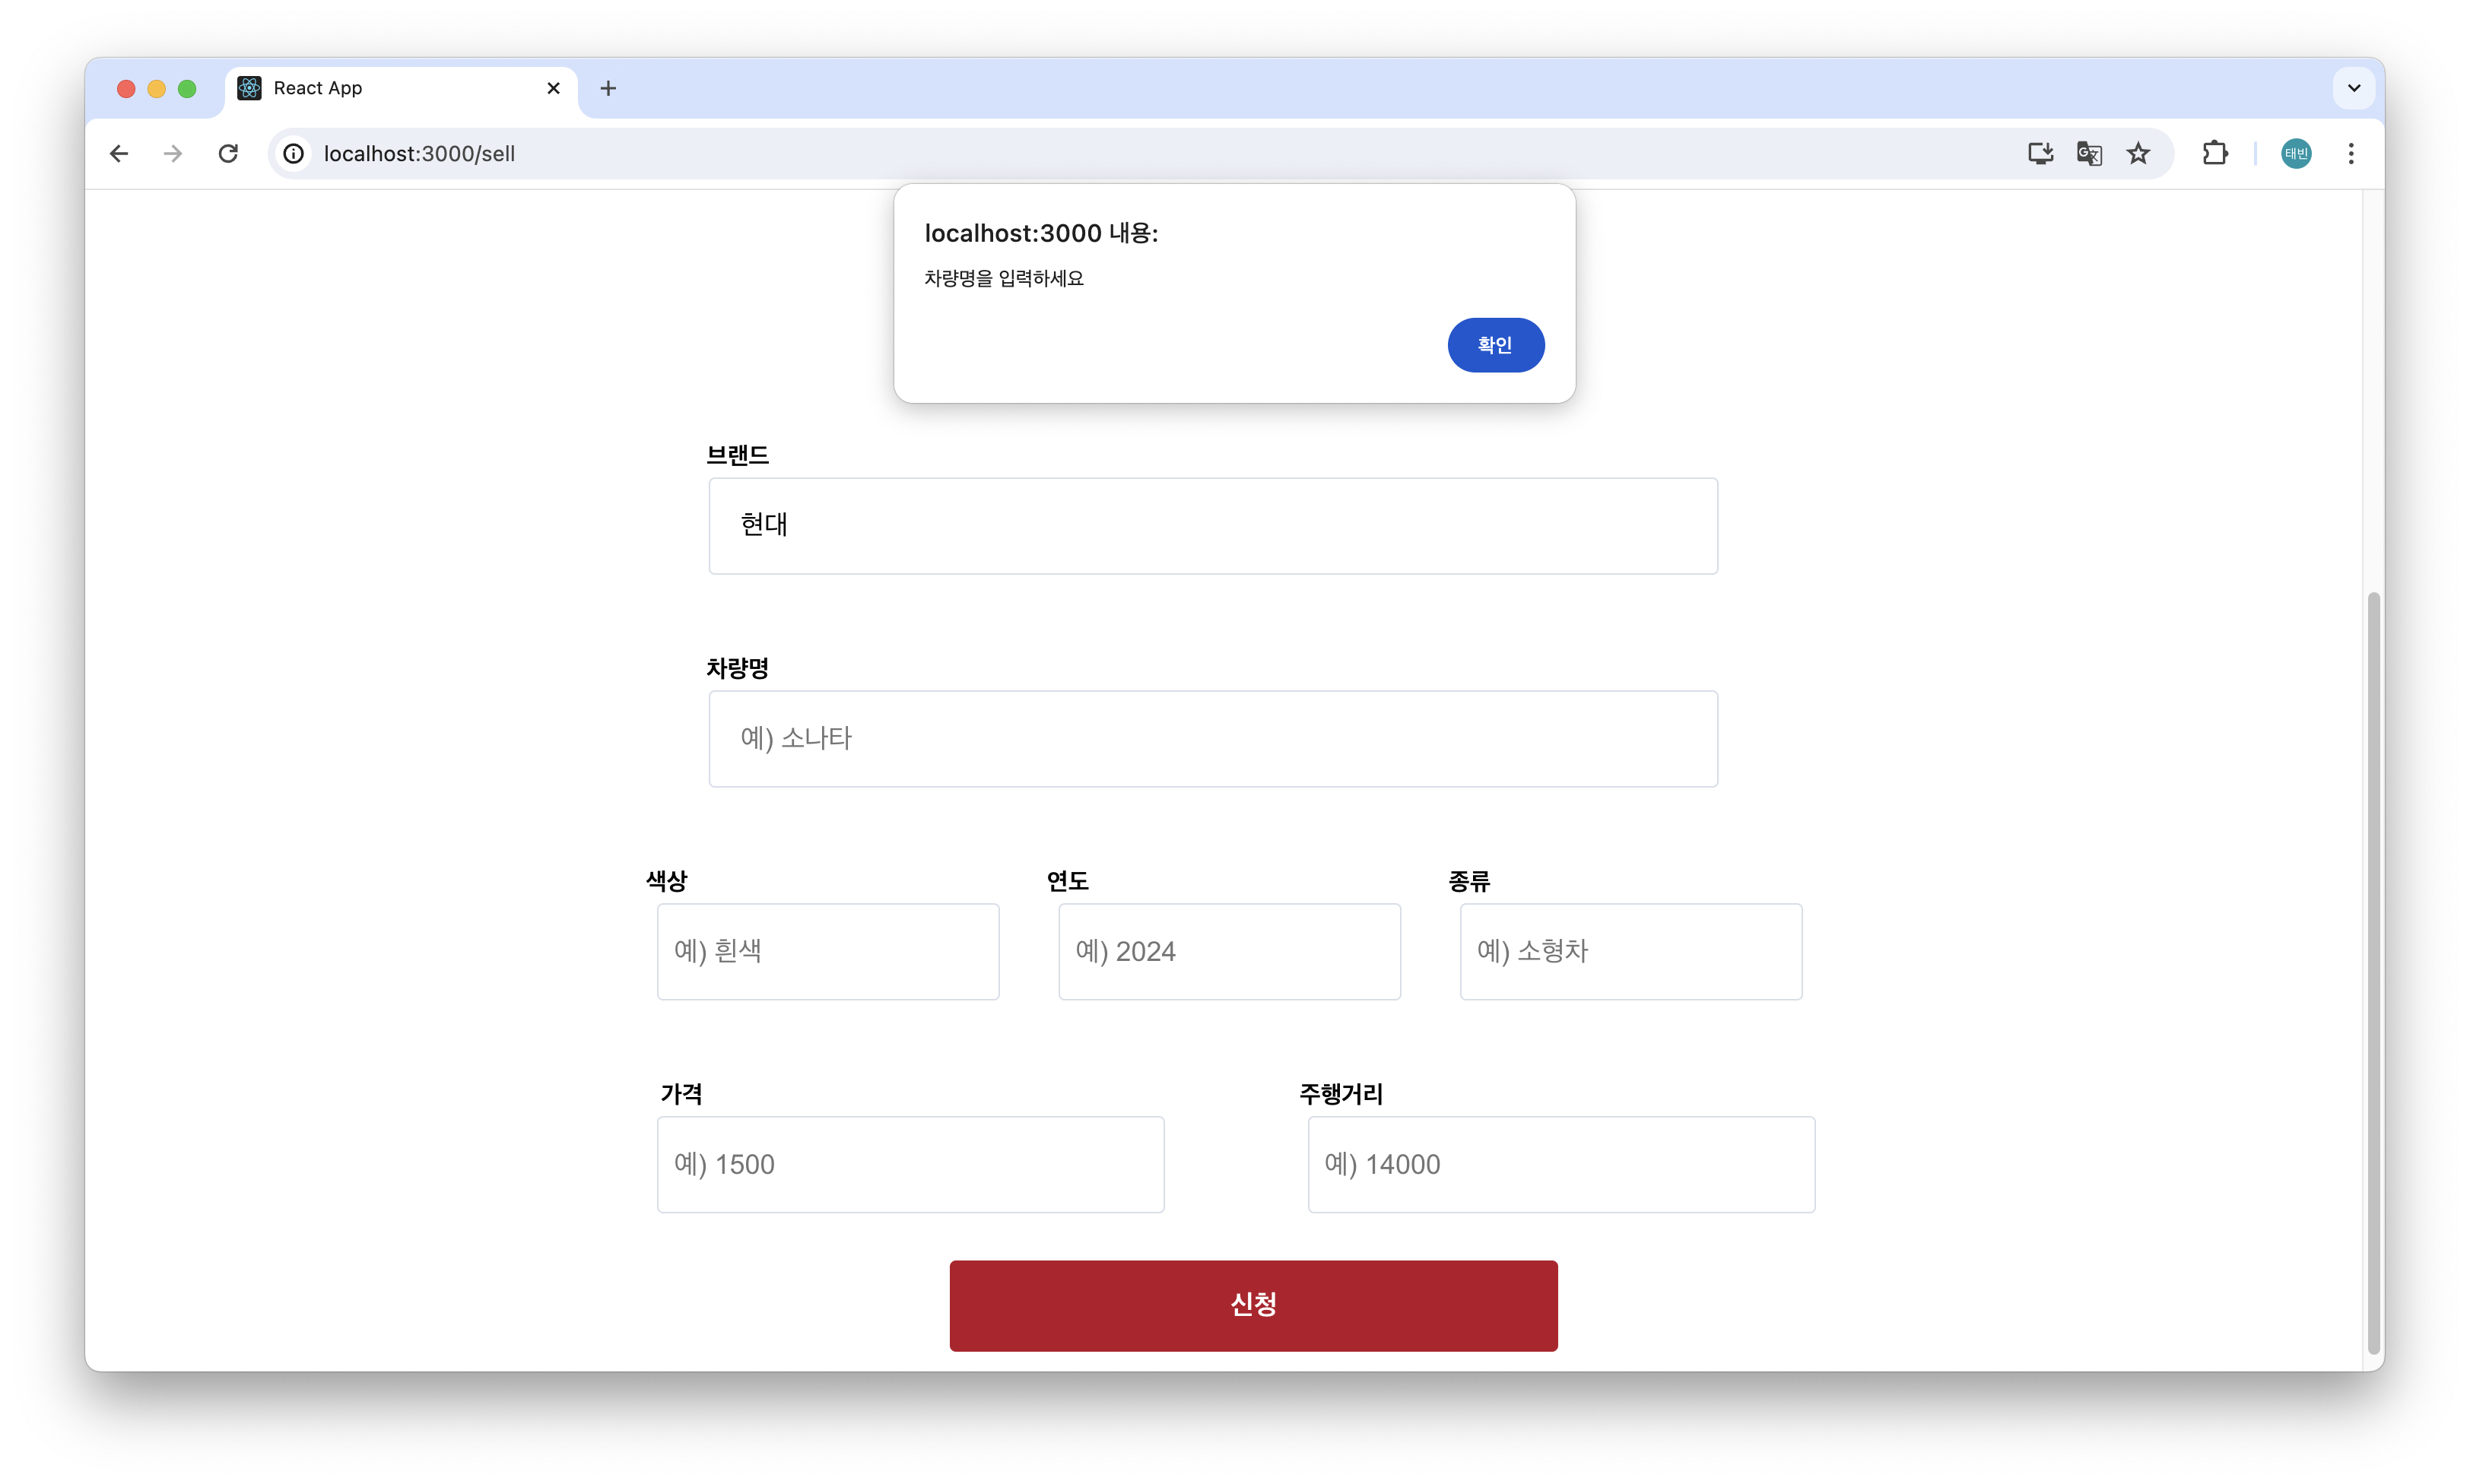 React App
localhost:3000/sell
태빈
localhost:3000 내용:
차량명을 입력하세요
확인
브랜드
현대
차량명
예) 소나타
색상 연도 종류
예) 흰색 예) 2024 예) 소형차
가격 주행거리
예) 1500 예) 14000
신청